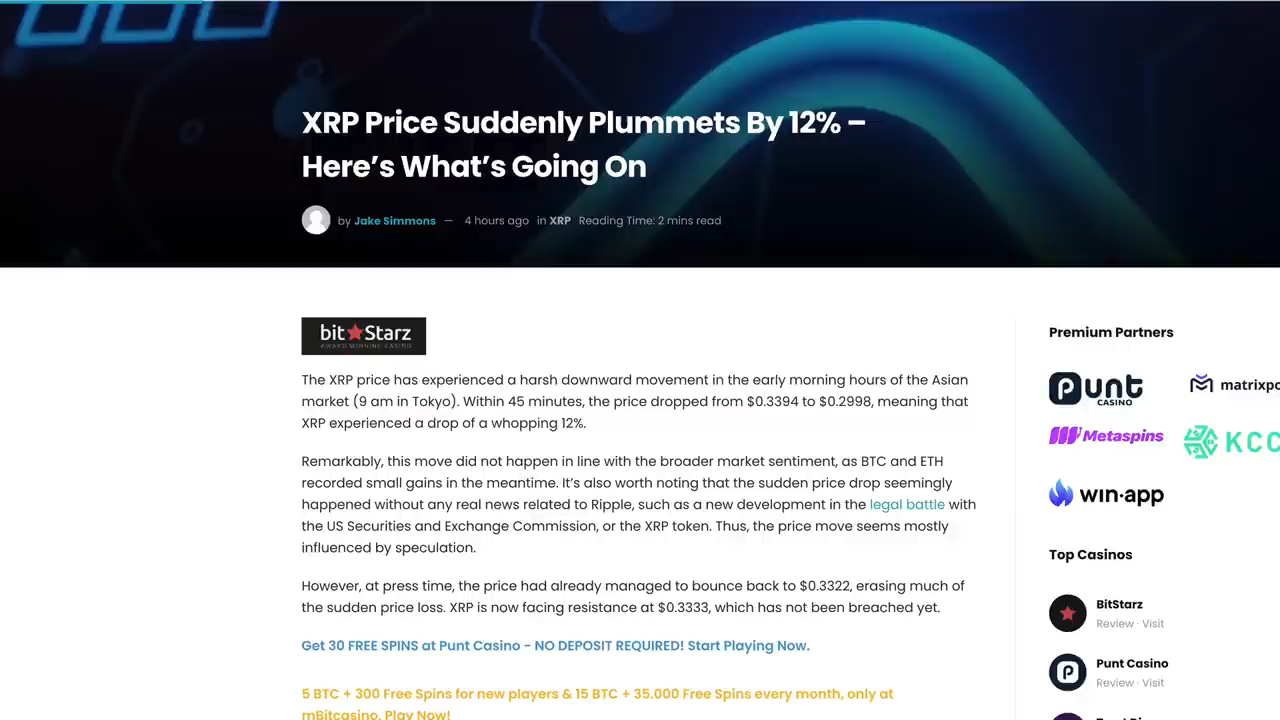 XRP Price Suddenly Plummets By 12% –
Here's What's Going On
by Jake Simmons — 4 hours ago in XRP Reading Time: 2 mins read
bit Starz
AWARD WINNING CASINO
The XRP price has experienced a harsh downward movement in the early morning hours of the Asian
market (9 am in Tokyo). Within 45 minutes, the price dropped from $0.3394 to $0.2998, meaning that
XRP experienced a drop of a whopping 12%.
Remarkably, this move did not happen in line with the broader market sentiment, as BTC and ETH
recorded small gains in the meantime. It's also worth noting that the sudden price drop seemingly
happened without any real news related to Ripple, such as a new development in the legal battle with
the US Securities and Exchange Commission, or the XRP token. Thus, the price move seems mostly
influenced by speculation.
However, at press time, the price had already managed to bounce back to $0.3322, erasing much of
the sudden price loss. XRP is now facing resistance at $0.3333, which has not been breached yet.
Get 30 FREE SPINS at Punt Casino - NO DEPOSIT REQUIRED! Start Playing Now.
5 BTC + 300 Free Spins for new players & 15 BTC + 35.000 Free Spins every month, only at
mBitcasino. Play Now!
Premium Partners
Punt
CASINO
matrixpo
Metaspins
KCC
win·app
Top Casinos
BitStarz
Review · Visit
Punt Casino
Review · Visit